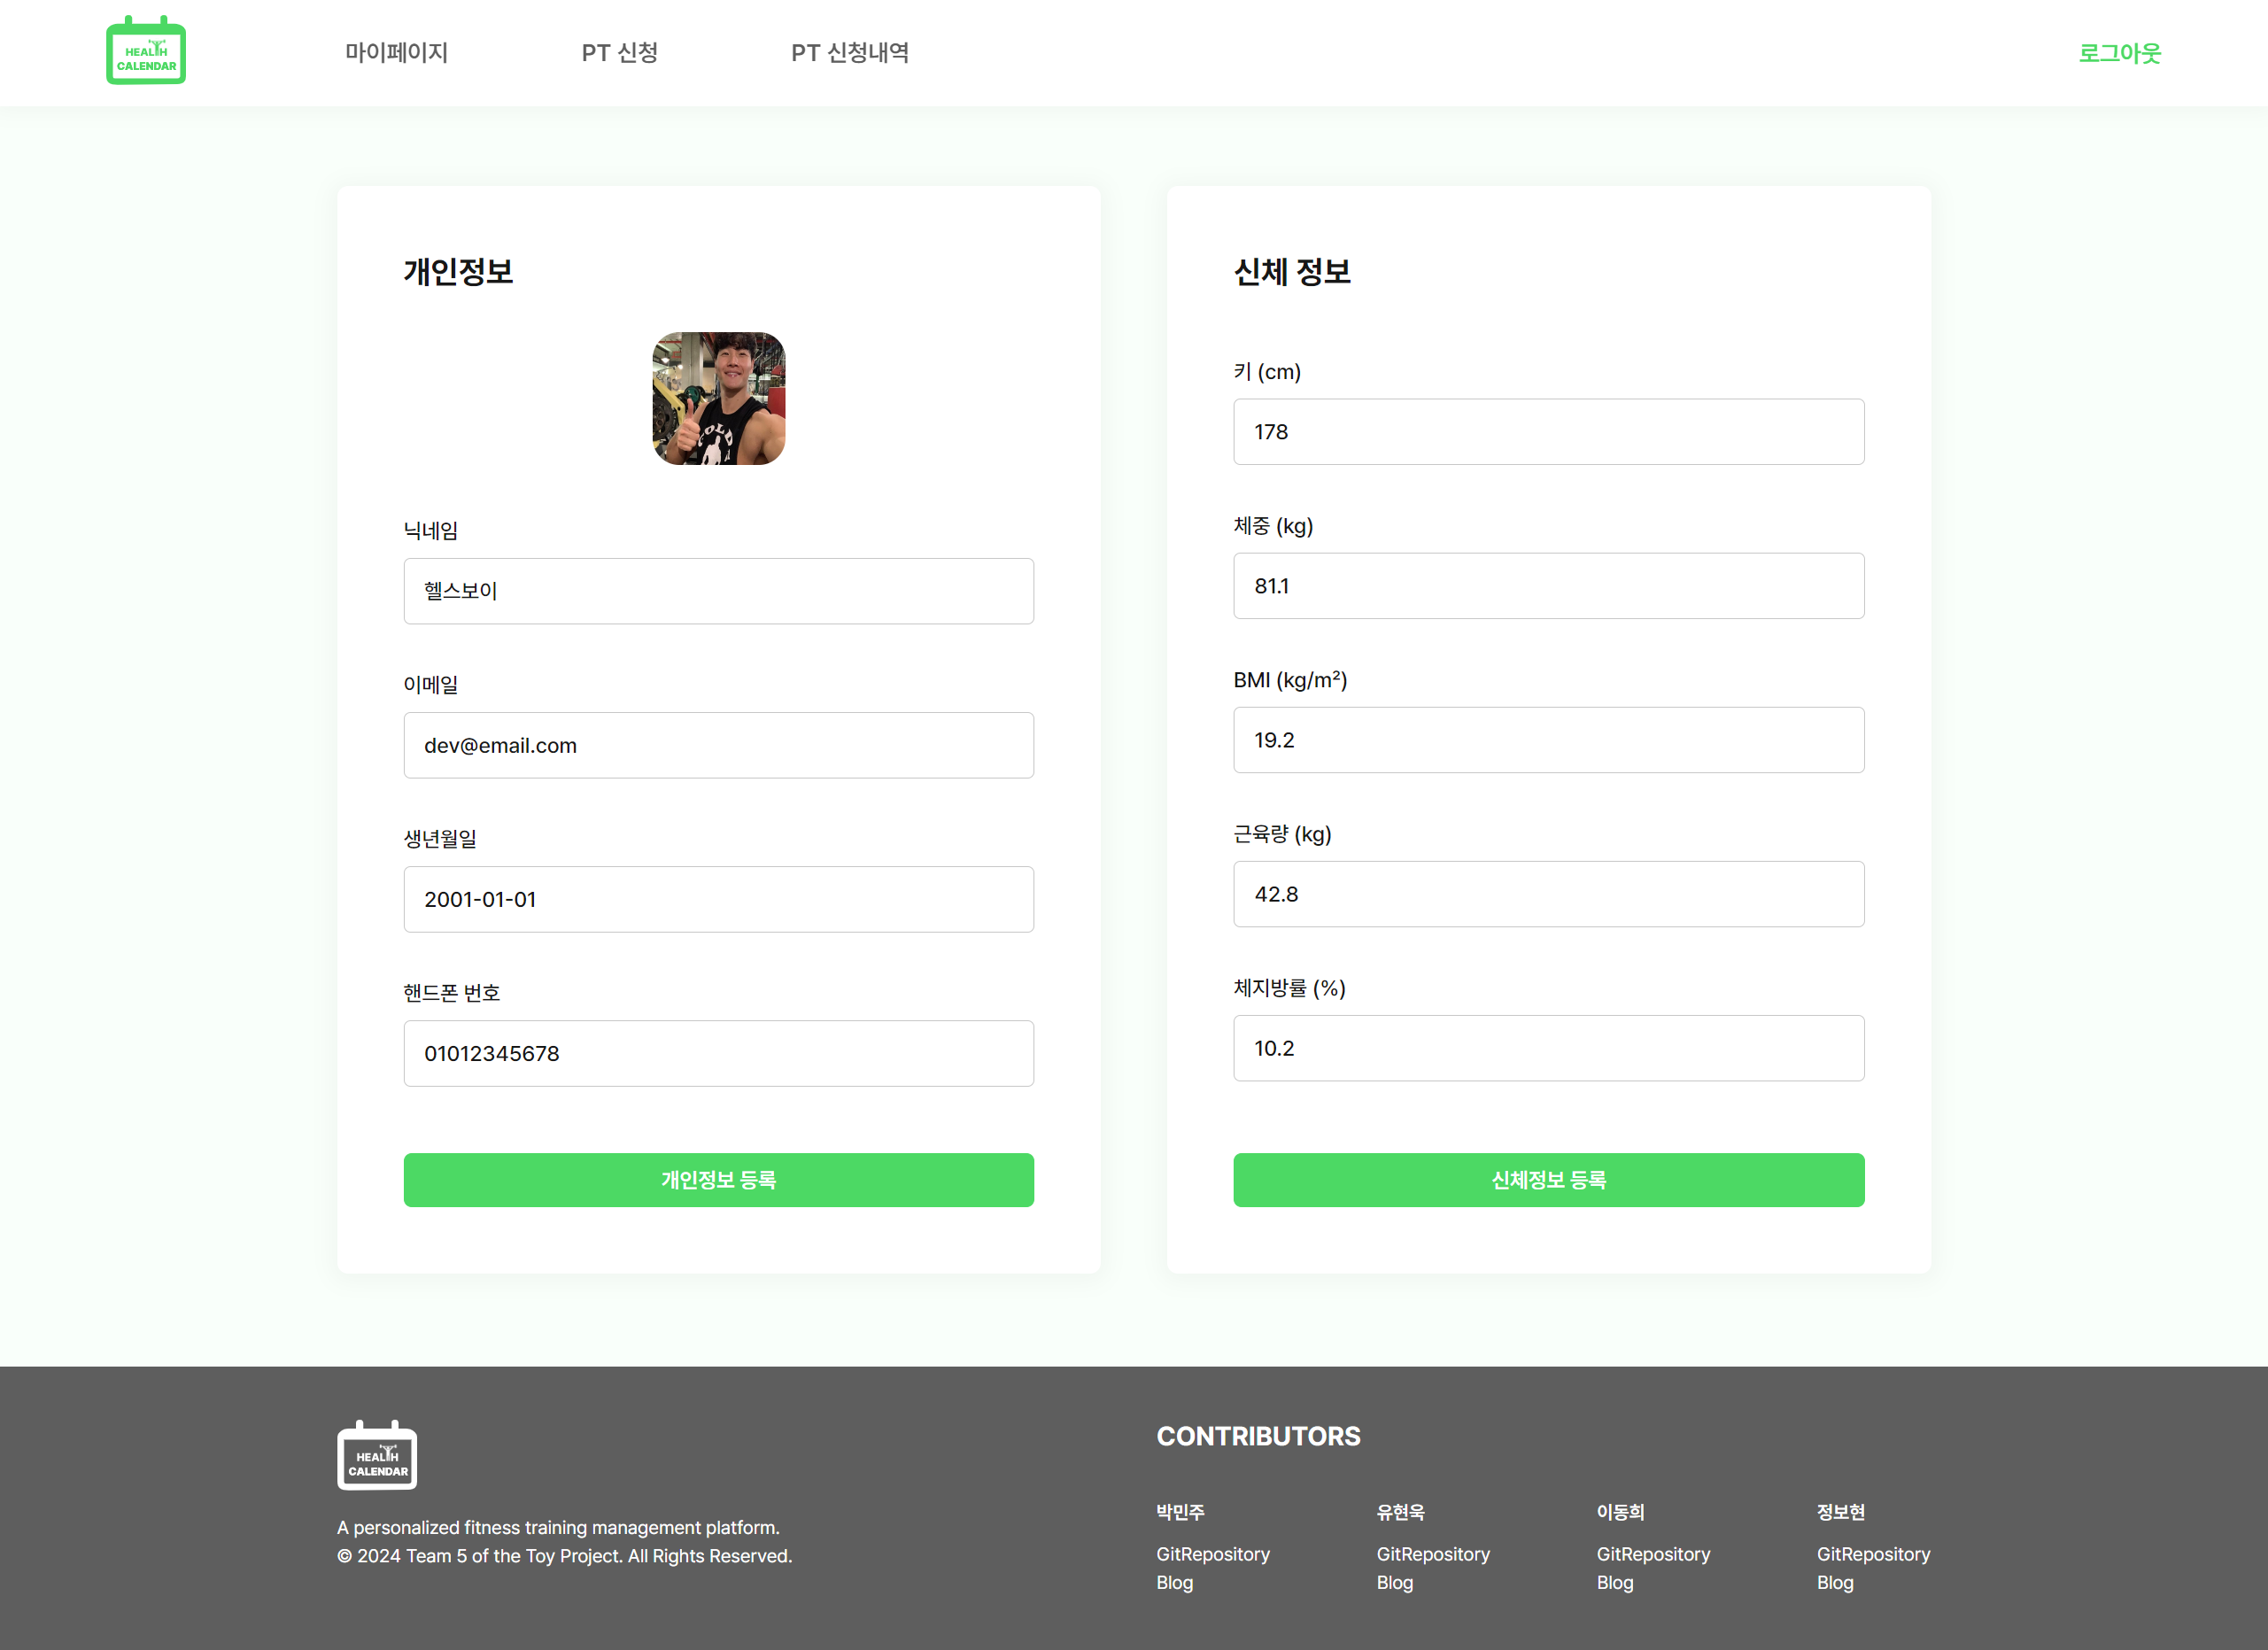 HEALTH
CALENDAR
마이페이지
PT 신청
PT 신청내역
로그아웃
개인정보
닉네임
헬스보이
이메일
dev@email.com
생년월일
2001-01-01
핸드폰 번호
01012345678
개인정보 등록
신체 정보
키 (cm)
178
체중 (kg)
81.1
BMI (kg/m²)
19.2
근육량 (kg)
42.8
체지방률 (%)
10.2
신체정보 등록
HEALTH
CALENDAR
A personalized fitness training management platform.
© 2024 Team 5 of the Toy Project. All Rights Reserved.
CONTRIBUTORS
박민주
GitRepository
Blog
유현욱
GitRepository
Blog
이동희
GitRepository
Blog
정보현
GitRepository
Blog